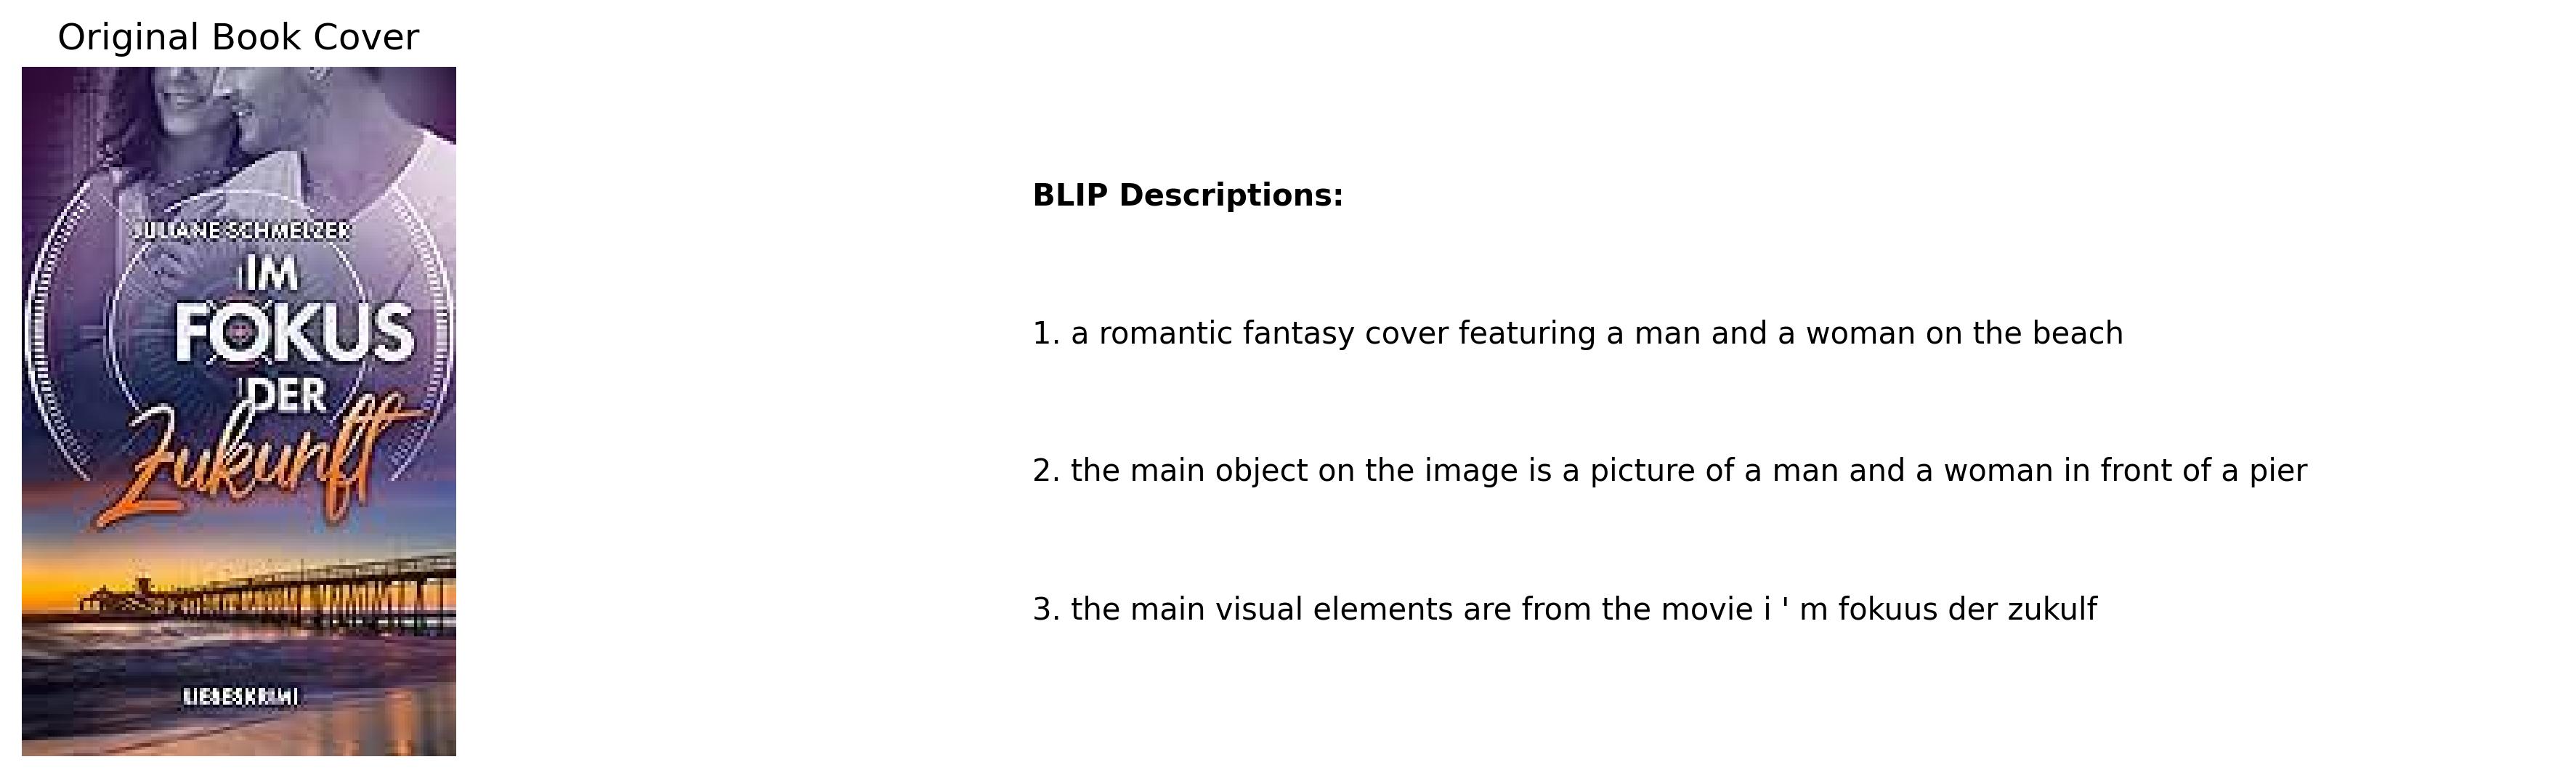 Original Book Cover
JULIANE SCHMELZER
IM
FOKUS
DER
Zukunft
LIEBESKRIMI
BLIP Descriptions:
1. a romantic fantasy cover featuring a man and a woman on the beach
2. the main object on the image is a picture of a man and a woman in front of a pier
3. the main visual elements are from the movie i ' m fokuus der zukulf